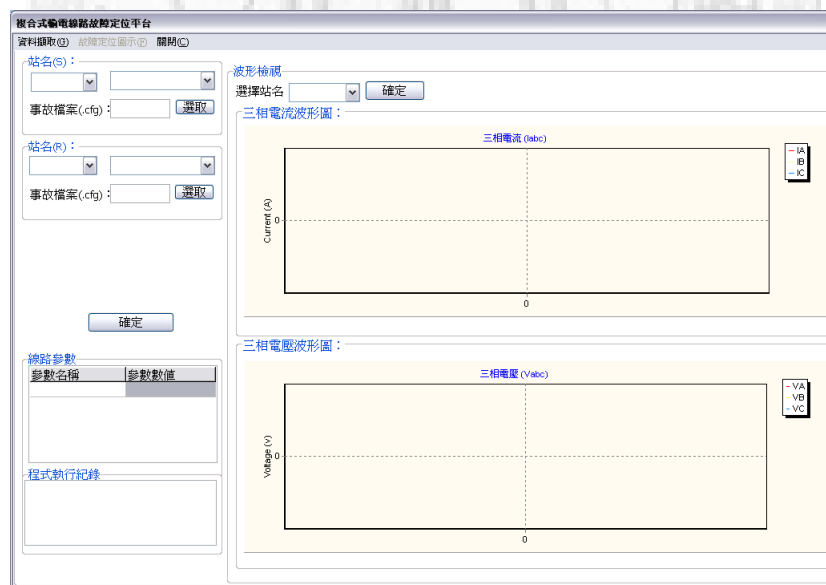 複合式輸電線路故障定位平台
資料擷取(G) 故障定位圖示(F) 關閉(C)
站名(S)：
事故檔案(.cfg)： 選取
站名(R)：
事故檔案(.cfg)： 選取
確定
線路參數
參數名稱 參數數值
程式執行紀錄
波形檢視
選擇站名 確定
三相電流波形圖：
三相電流 (Iabc)
IA
IB
IC
Current (A)
0
0
三相電壓波形圖：
三相電壓 (Vabc)
VA
VB
VC
Voltage (v)
0
0